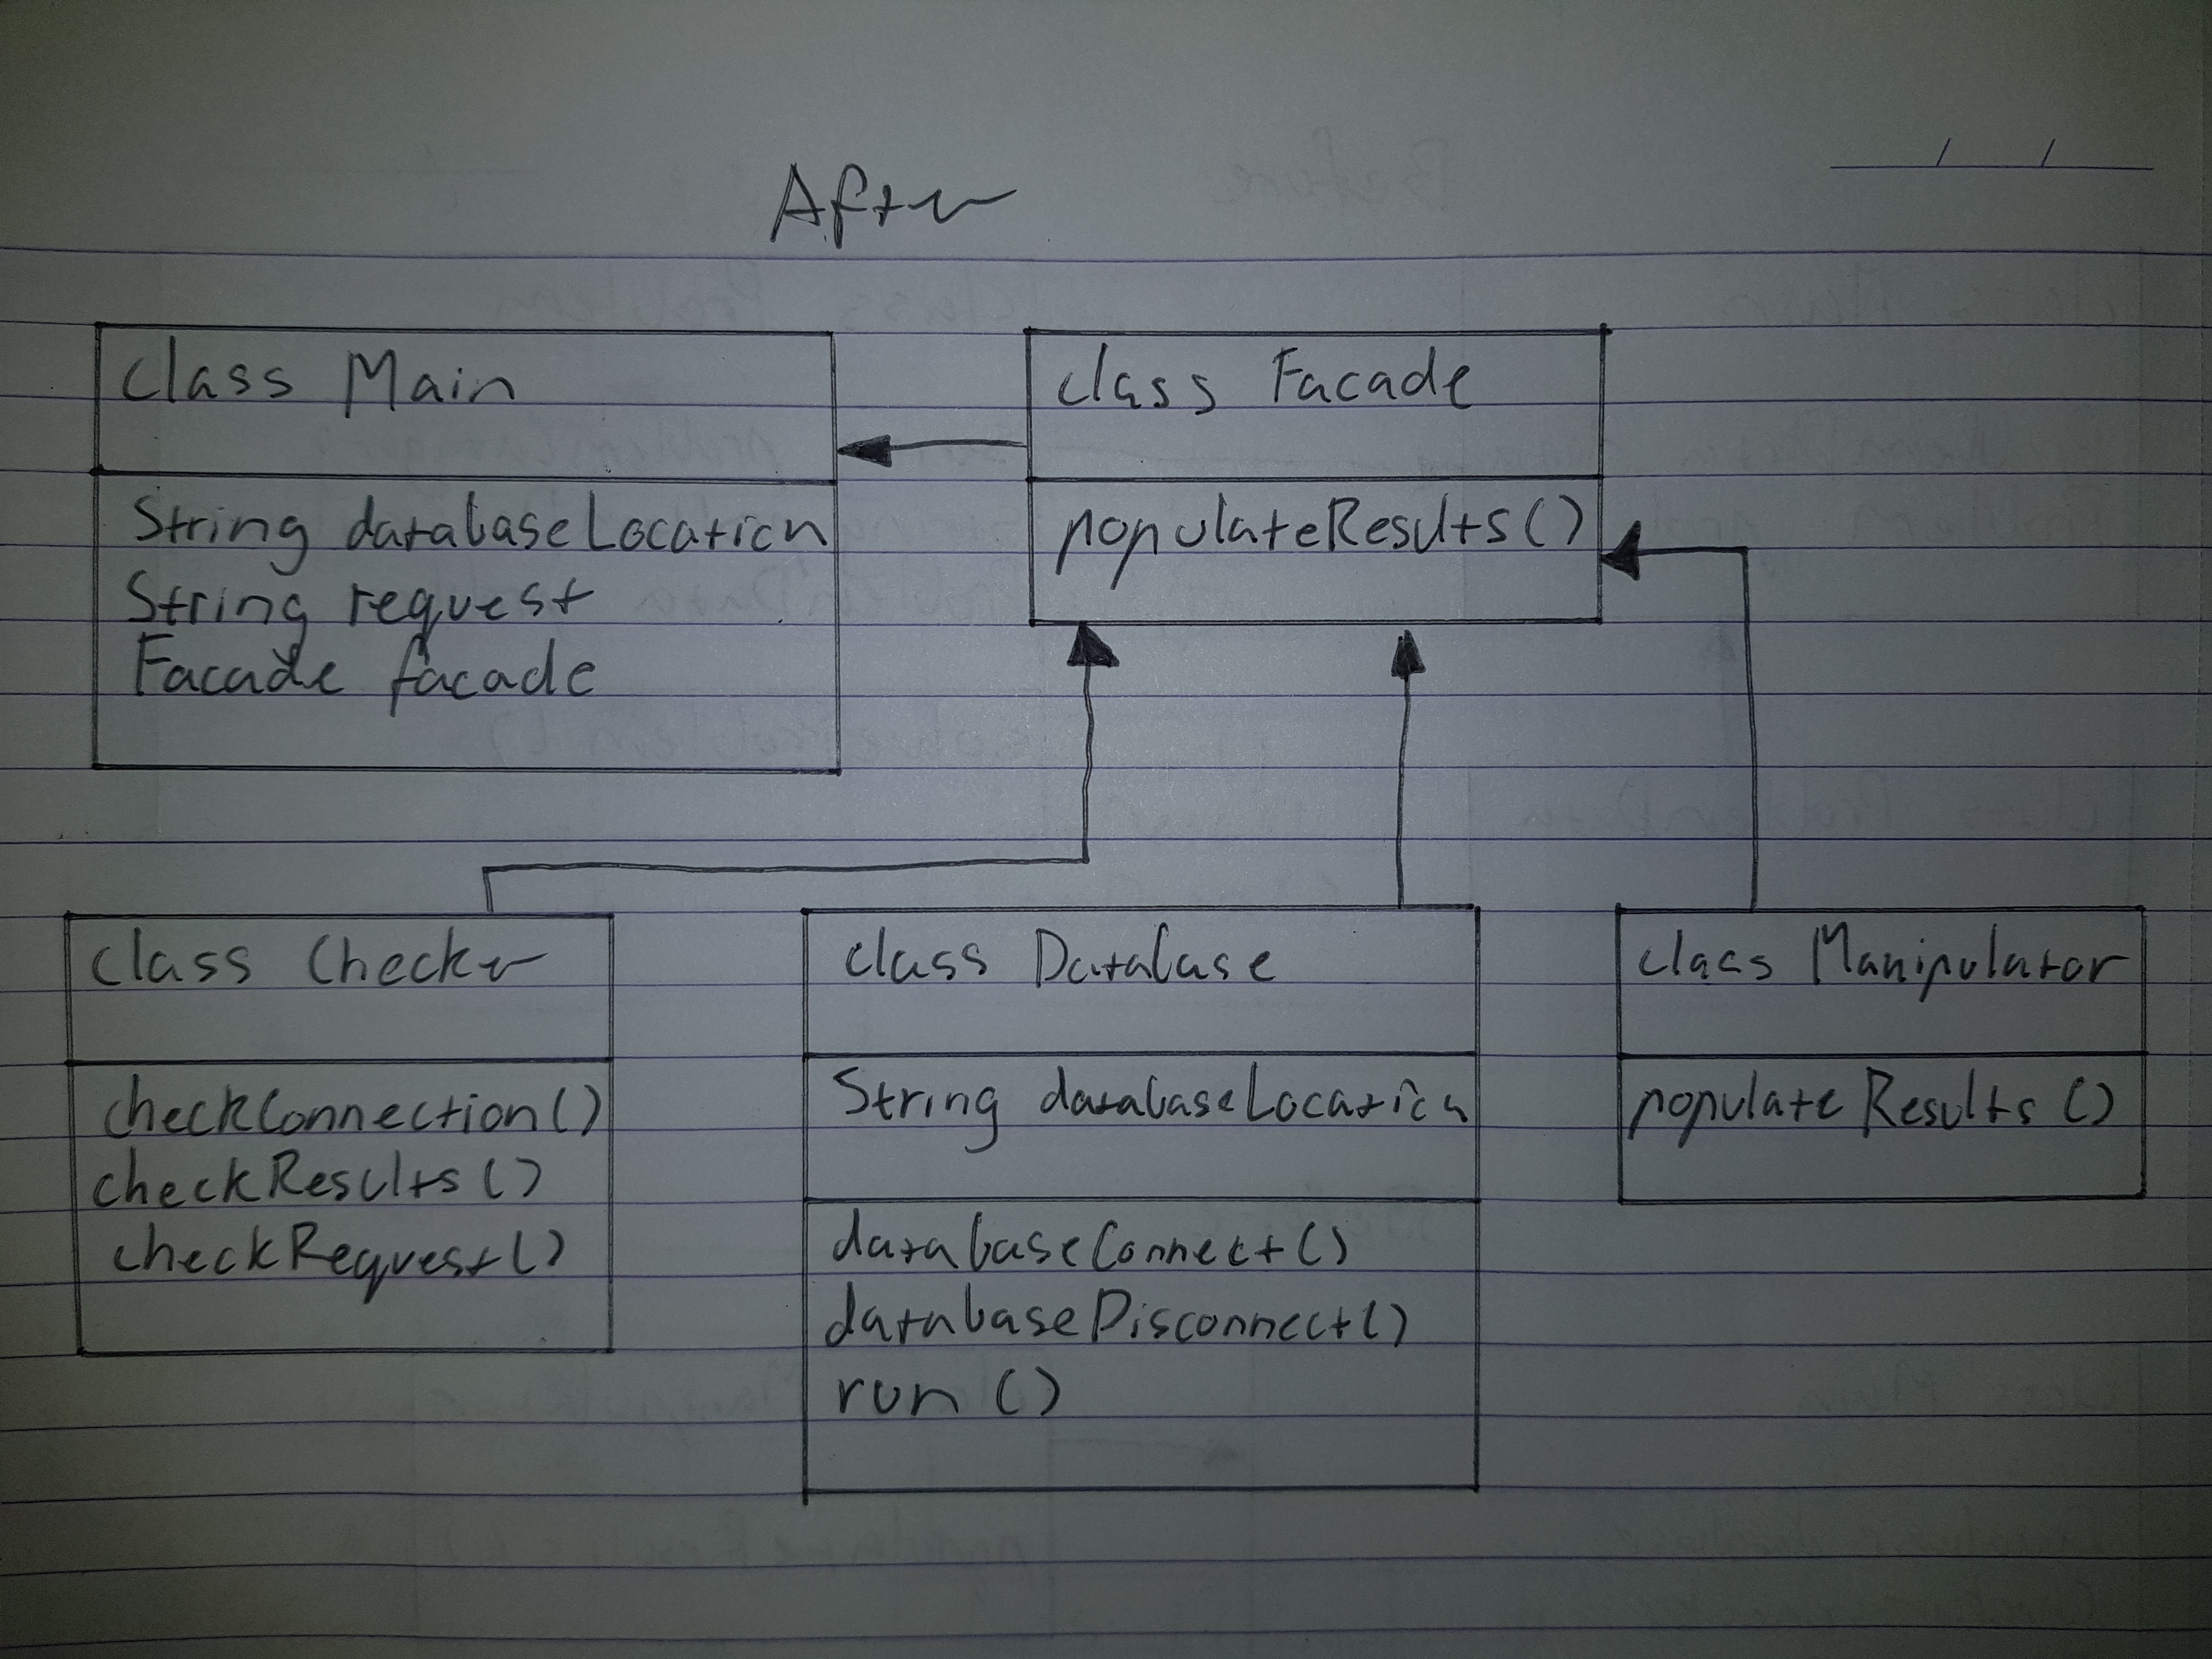 After
class Main
String databaseLocation
String request
Facade facade
class Facade
populateResults()
class Checker
checkConnection()
checkResults()
checkRequest()
class Database
String databaseLocation
databaseConnect()
databaseDisconnect()
run()
class Manipulator
populateResults()